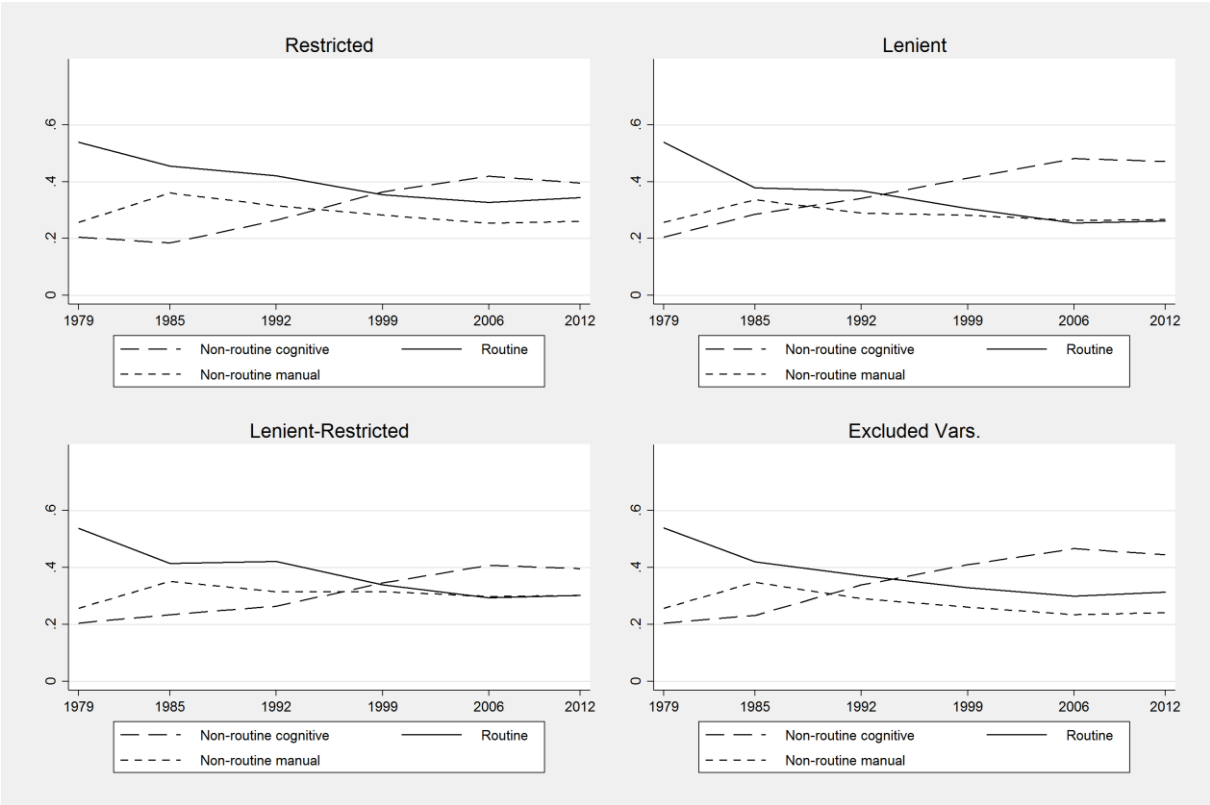 Restricted
.6
.4
.2
0
1979 1985 1992 1999 2006 2012
Non-routine cognitive Routine
Non-routine manual
Lenient
.6
.4
.2
0
1979 1985 1992 1999 2006 2012
Non-routine cognitive Routine
Non-routine manual
Lenient-Restricted
.6
.4
.2
0
1979 1985 1992 1999 2006 2012
Non-routine cognitive Routine
Non-routine manual
Excluded Vars.
.6
.4
.2
0
1979 1985 1992 1999 2006 2012
Non-routine cognitive Routine
Non-routine manual